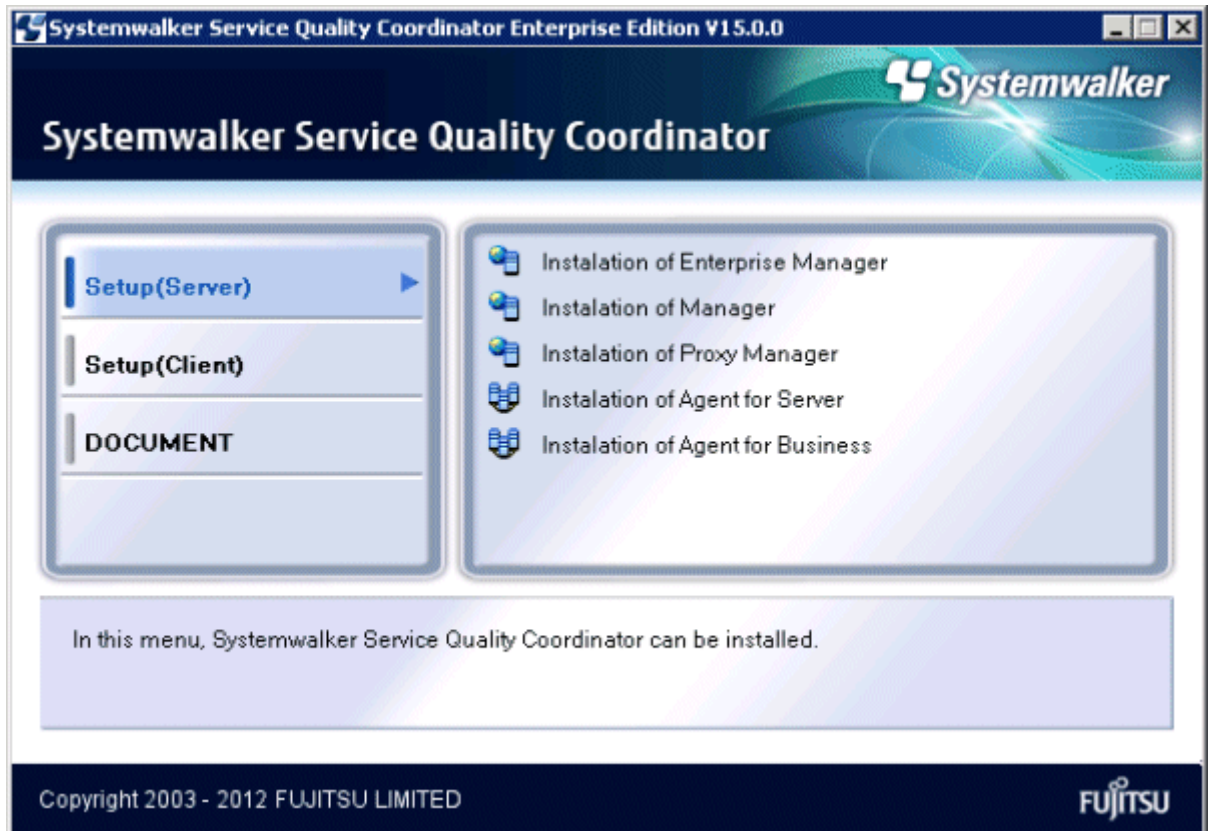 Systemwalker Service Quality Coordinator Enterprise Edition V15.0.0
Systemwalker
Systemwalker Service Quality Coordinator
Setup(Server)
Setup(Client)
DOCUMENT
Instalation of Enterprise Manager
Instalation of Manager
Instalation of Proxy Manager
Instalation of Agent for Server
Instalation of Agent for Business
In this menu, Systemwalker Service Quality Coordinator can be installed.
Copyright 2003 - 2012 FUJITSU LIMITED
FUJITSU